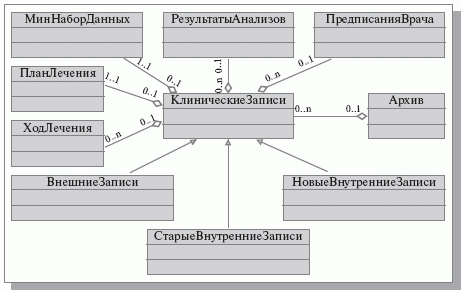 МинНаборДанных
РезультатыАнализов
ПредписанияВрача
1..1
0..1
0..n
0..1
0..n
0..1
ПланЛечения
1..1
0..1
КлиническиеЗаписи
0..n
0..1
Архив
ХодЛечения
0..n
0..1
ВнешниеЗаписи
НовыеВнутренниеЗаписи
СтарыеВнутренниеЗаписи